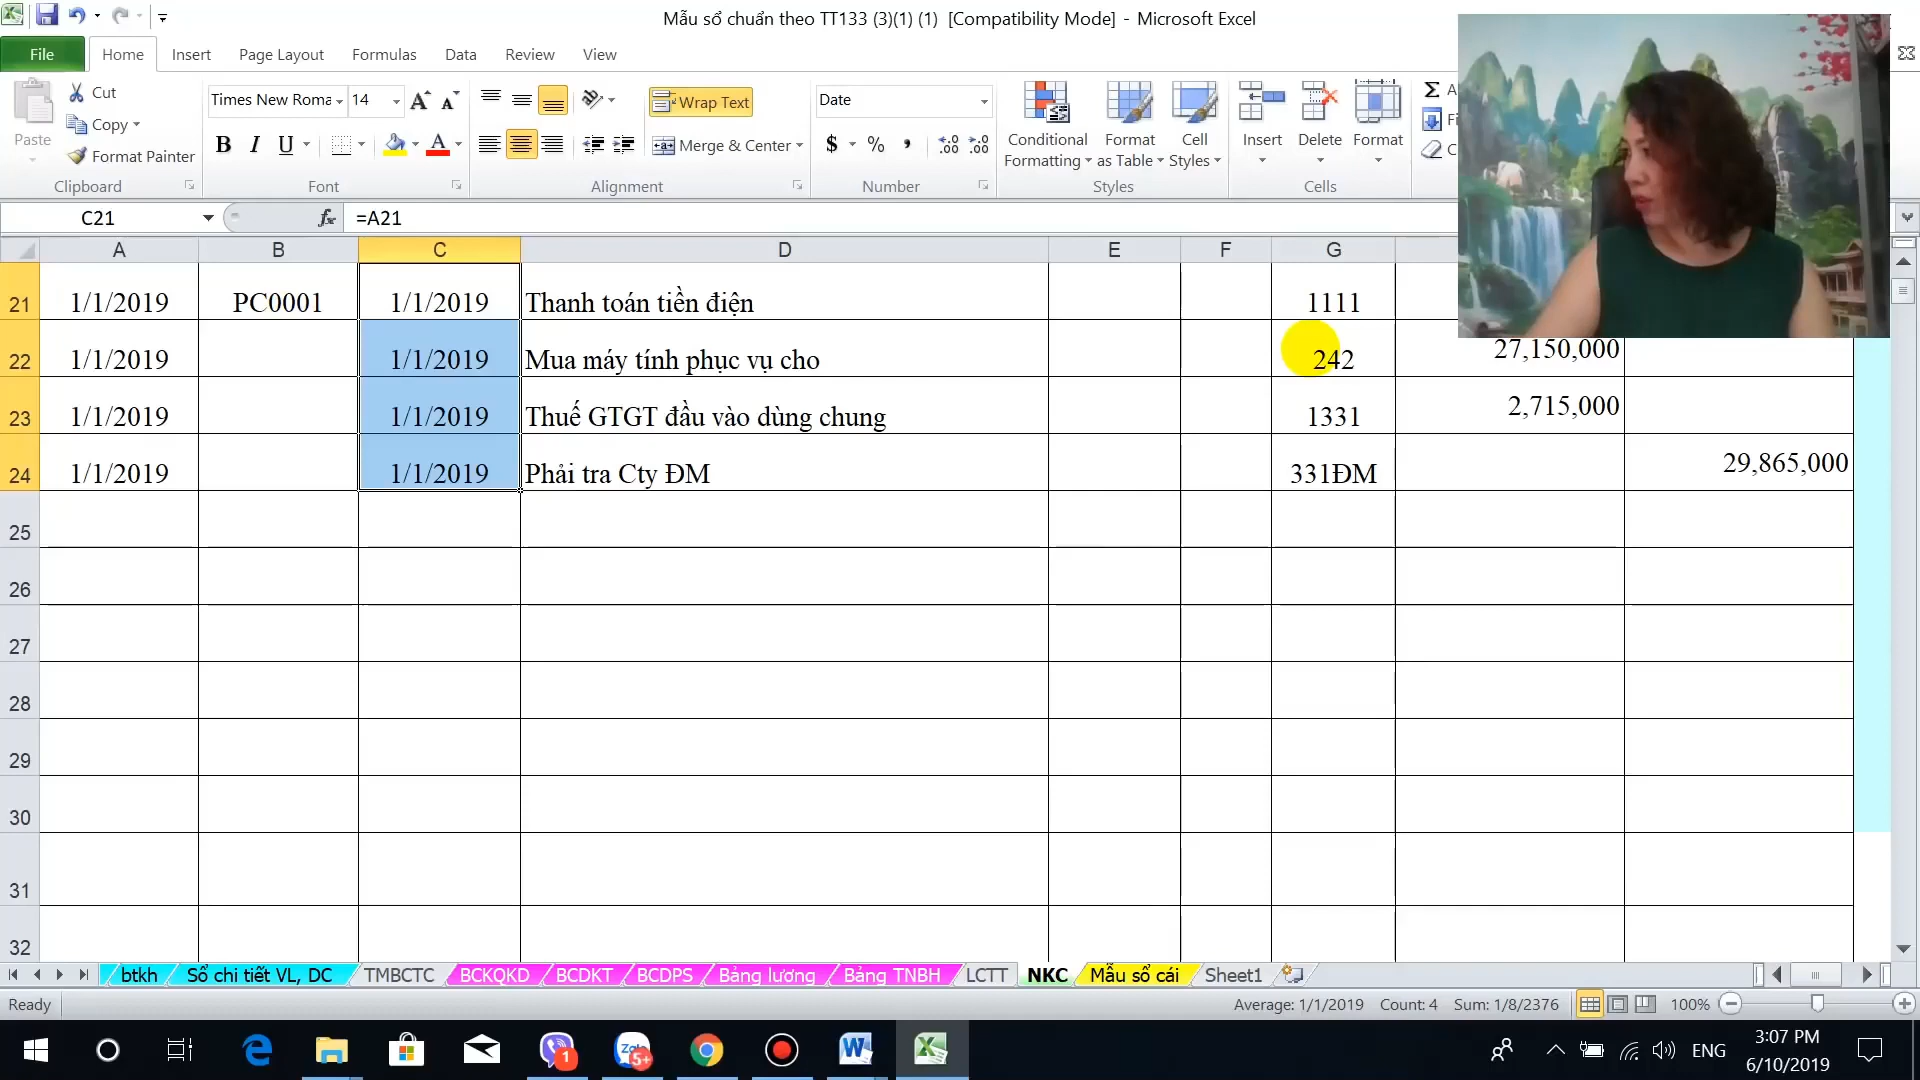 Mẫu sổ chuẩn theo TT133 (3)(1) (1) [Compatibility Mode] - Microsoft Excel
File Home Insert Page Layout Formulas Data Review View
Paste
Cut
Copy
Format Painter
Clipboard
Times New Roma 14
B I U
Font
Wrap Text
Merge & Center
Alignment
Date
$ %
Number
Conditional Formatting
Format as Table
Cell Styles
Styles
Insert Delete Format
Cells
C21 fx =A21
A B C D E F G
21 1/1/2019 PC0001 1/1/2019 Thanh toán tiền điện 1111
22 1/1/2019 1/1/2019 Mua máy tính phục vụ cho 242 27,150,000
23 1/1/2019 1/1/2019 Thuế GTGT đầu vào dùng chung 1331 2,715,000
24 1/1/2019 1/1/2019 Phải tra Cty ĐM 331ĐM 29,865,000
25
26
27
28
29
30
31
32
btkh Sổ chi tiết VL, DC TMBCTC BCKQKD BCDKT BCDPS Bảng lương Bảng TNBH LCTT NKC Mẫu sổ cái Sheet1
Ready Average: 1/1/2019 Count: 4 Sum: 1/8/2376 100%
1 Zalo 5+ ENG 3:07 PM
6/10/2019